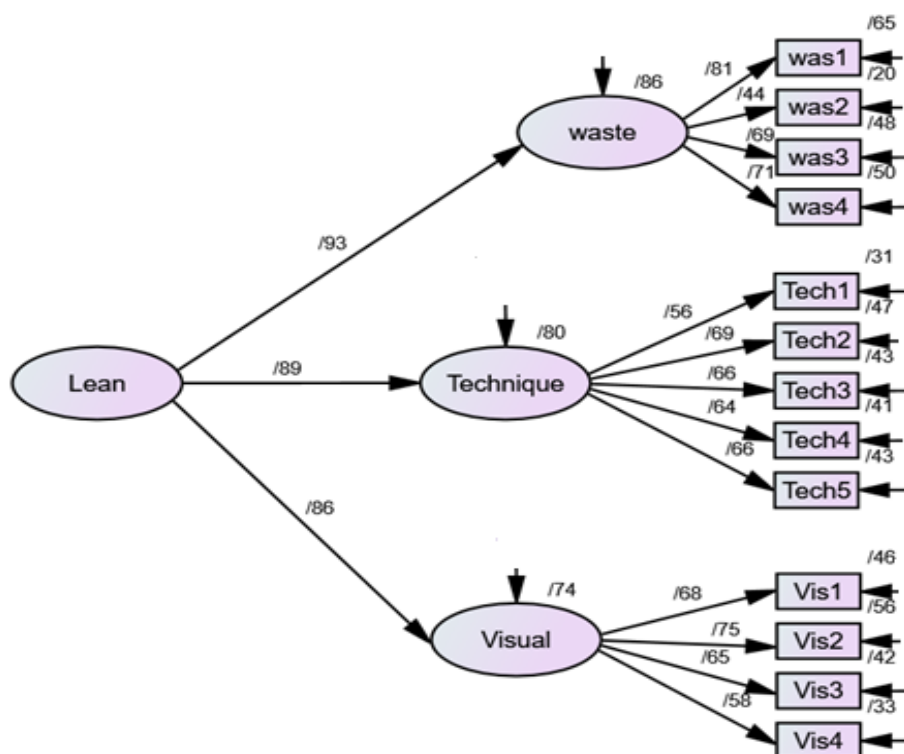 /65
was1
/81
/20
/86
/44
was2
waste
/48
/69
was3
/50
/71
was4
/93
/31
Tech1
/47
/56
/80
/69
Tech2
/43
/89
Lean
Technique
/66
Tech3
/41
/64
Tech4
/43
/66
Tech5
/86
/46
/74
/68
Vis1
/56
/75
Vis2
Visual
/42
/65
Vis3
/33
/58
Vis4